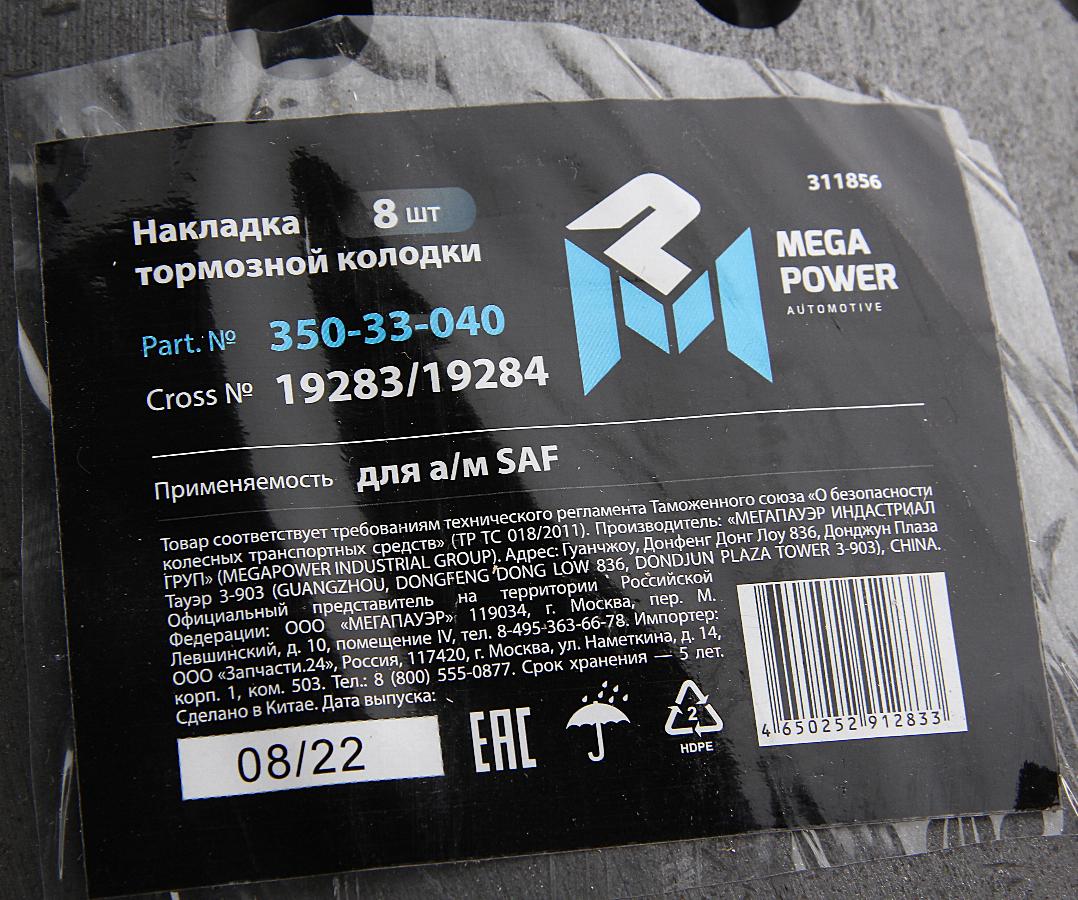 311856
Накладка 8 шт
тормозной колодки
Part. № 350-33-040
Cross № 19283/19284
MEGA
POWER
AUTOMOTIVE
Применяемость для а/м SAF
Товар соответствует требованиям технического регламента Таможенного союза «О безопасности
колесных транспортных средств» (ТР ТС 018/2011). Производитель: «МЕГАПАУЭР ИНДАСТРИАЛ
ГРУП» (MEGAPOWER INDUSTRIAL GROUP). Адрес: Гуанчжоу, Донфенг Донг Лоу 836, Донджун Плаза
Тауэр 3-903 (GUANGZHOU, DONGFENG DONG LOW 836, DONDJUN PLAZA TOWER 3-903), CHINA.
Официальный представитель на территории Российской
Федерации: ООО «МЕГАПАУЭР» 119034, г. Москва, пер. М.
Левшинский, д. 10, помещение IV, тел. 8-495-363-66-78. Импортер:
ООО «Запчасти.24», Россия, 117420, г. Москва, ул. Наметкина, д. 14,
корп. 1, ком. 503. Тел.: 8 (800) 555-0877. Срок хранения — 5 лет.
Сделано в Китае. Дата выпуска:
08/22
EAC
2
HDPE
4 650252 912833